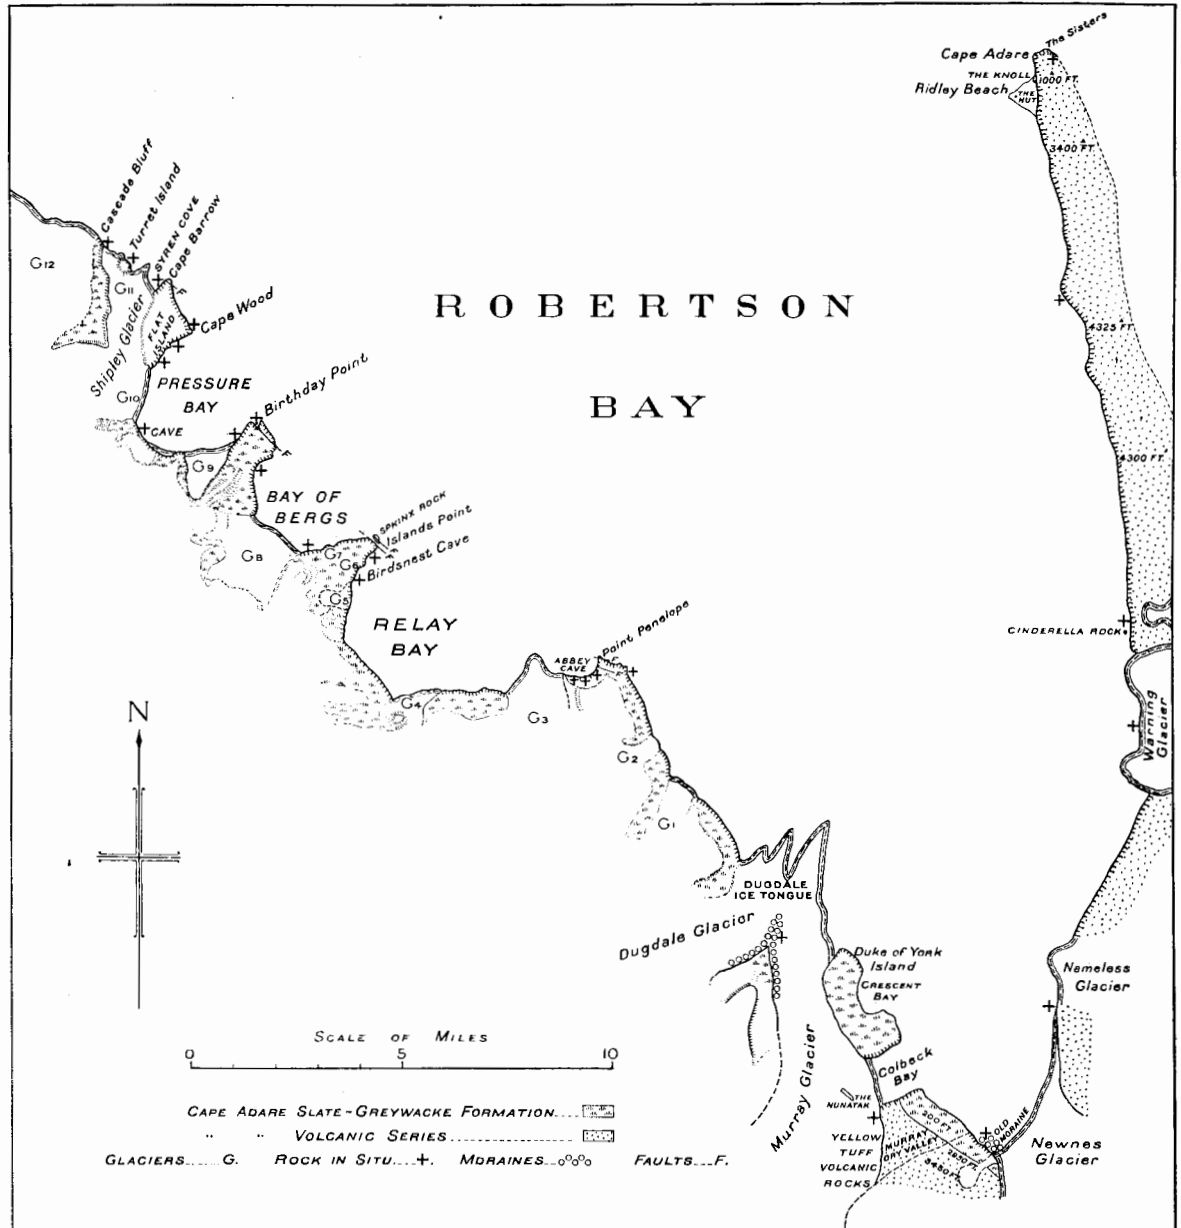 The Sisters
Cape Adare
THE KNOLL
1000 FT.
Ridley Beach
THE HUT
3400 FT.
Cascade Bluff
Turret Island
SYREN COVE
Cape Barrow
F
G12
G11
Shipley Glacier
FLAT ISLAND
Cape Wood
ROBERTSON
BAY
4325 FT.
G10
PRESSURE
BAY
Birthday Point
CAVE
F
G9
4300 FT.
BAY OF
BERGS
SPHINX ROCK
Islands Point
Birdsnest Cave
G8
G7
G6
G5
RELAY
BAY
Point Penelope
CINDERELLA ROCK
ABBEY
CAVE
F
G4
G3
Warning
Glacier
N
G2
G1
DUGDALE
ICE TONGUE
Dugdale Glacier
Duke of York
Island
CRESCENT
BAY
Nameless
Glacier
Murray Glacier
Colbeck
Bay
THE
NUNATAK
200 FT
OLD
MORAINE
YELLOW
TUFF
VOLCANIC
ROCKS
MURRAY
DRY VALLEY
3450 FT.
Newnes
Glacier
SCALE OF MILES
0 5 10
CAPE ADARE SLATE-GREYWACKE FORMATION....
" " VOLCANIC SERIES......................
GLACIERS......G. ROCK IN SITU....+. MORAINES... FAULTS...F.